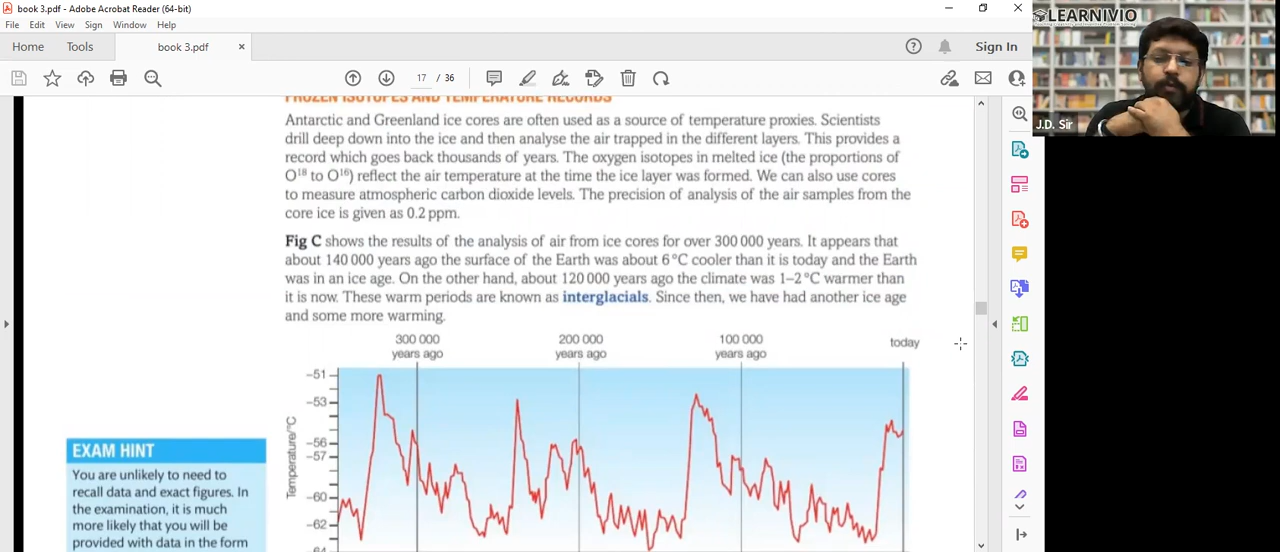 book 3.pdf - Adobe Acrobat Reader (64-bit)
File Edit View Sign Window Help
Home Tools book 3.pdf × Sign In
17 / 36
LEARNIVIO
J.D. Sir
FROZEN ISOTOPES AND TEMPERATURE RECORDS
Antarctic and Greenland ice cores are often used as a source of temperature proxies. Scientists
drill deep down into the ice and then analyse the air trapped in the different layers. This provides a
record which goes back thousands of years. The oxygen isotopes in melted ice (the proportions of
O¹⁸ to O¹⁶) reflect the air temperature at the time the ice layer was formed. We can also use cores
to measure atmospheric carbon dioxide levels. The precision of analysis of the air samples from the
core ice is given as 0.2 ppm.
Fig C shows the results of the analysis of air from ice cores for over 300 000 years. It appears that
about 140 000 years ago the surface of the Earth was about 6 °C cooler than it is today and the Earth
was in an ice age. On the other hand, about 120 000 years ago the climate was 1–2 °C warmer than
it is now. These warm periods are known as interglacials. Since then, we have had another ice age
and some more warming.
300 000 200 000 100 000 today
years ago years ago years ago
–51
–53
–56
–57
–60
–62
–64
Temperature/°C
EXAM HINT
You are unlikely to need to
recall data and exact figures. In
the examination, it is much
more likely that you will be
provided with data in the form